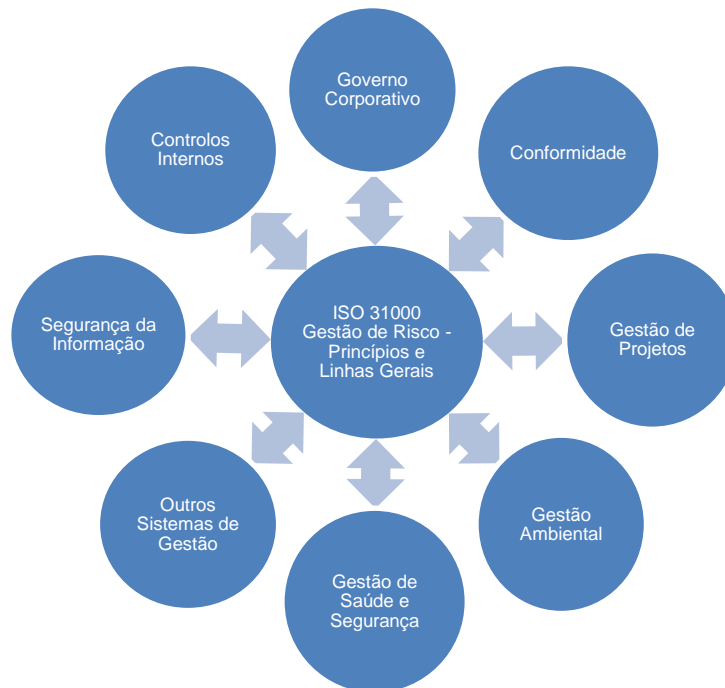 Governo
Corporativo
Controlos
Internos
Conformidade
ISO 31000
Gestão de Risco -
Princípios e
Linhas Gerais
Segurança da
Informação
Gestão de
Projetos
Outros
Sistemas de
Gestão
Gestão
Ambiental
Gestão de
Saúde e
Segurança